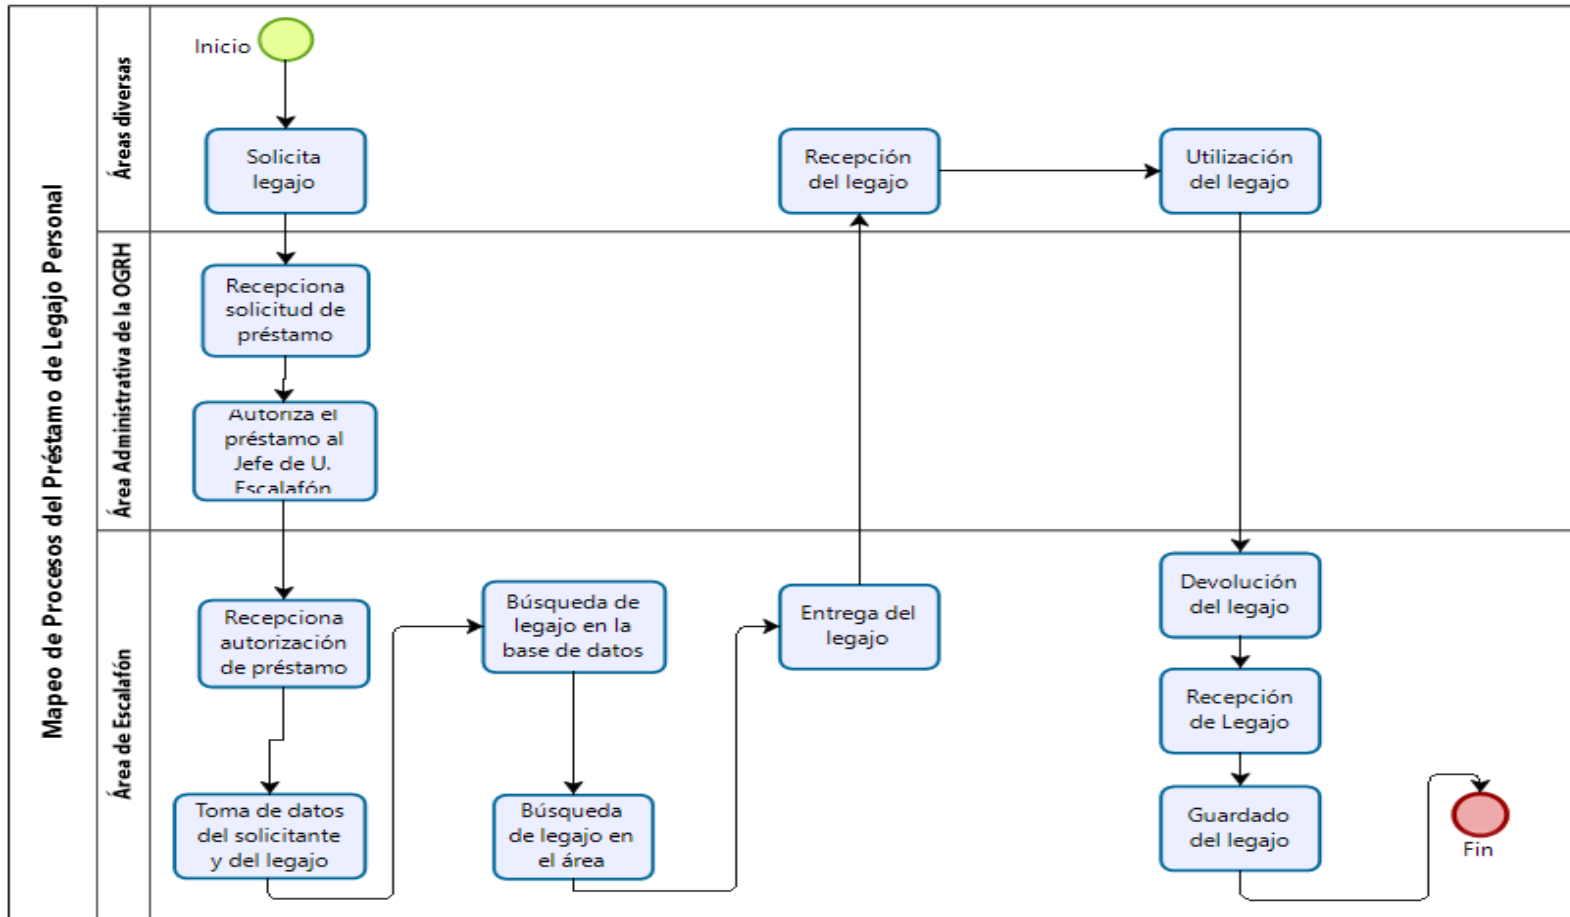 Mapeo de Procesos del Préstamo de Legajo Personal
Áreas diversas
Inicio
Solicita
legajo
Recepción
del legajo
Utilización
del legajo
Área Administrativa de la OGRH
Recepciona
solicitud de
préstamo
Autoriza el
préstamo al
Jefe de U.
Escalafón
Área de Escalafón
Recepciona
autorización
de préstamo
Toma de datos
del solicitante
y del legajo
Búsqueda de
legajo en la
base de datos
Búsqueda
de legajo en
el área
Entrega del
legajo
Devolución
del legajo
Recepción
de Legajo
Guardado
del legajo
Fin